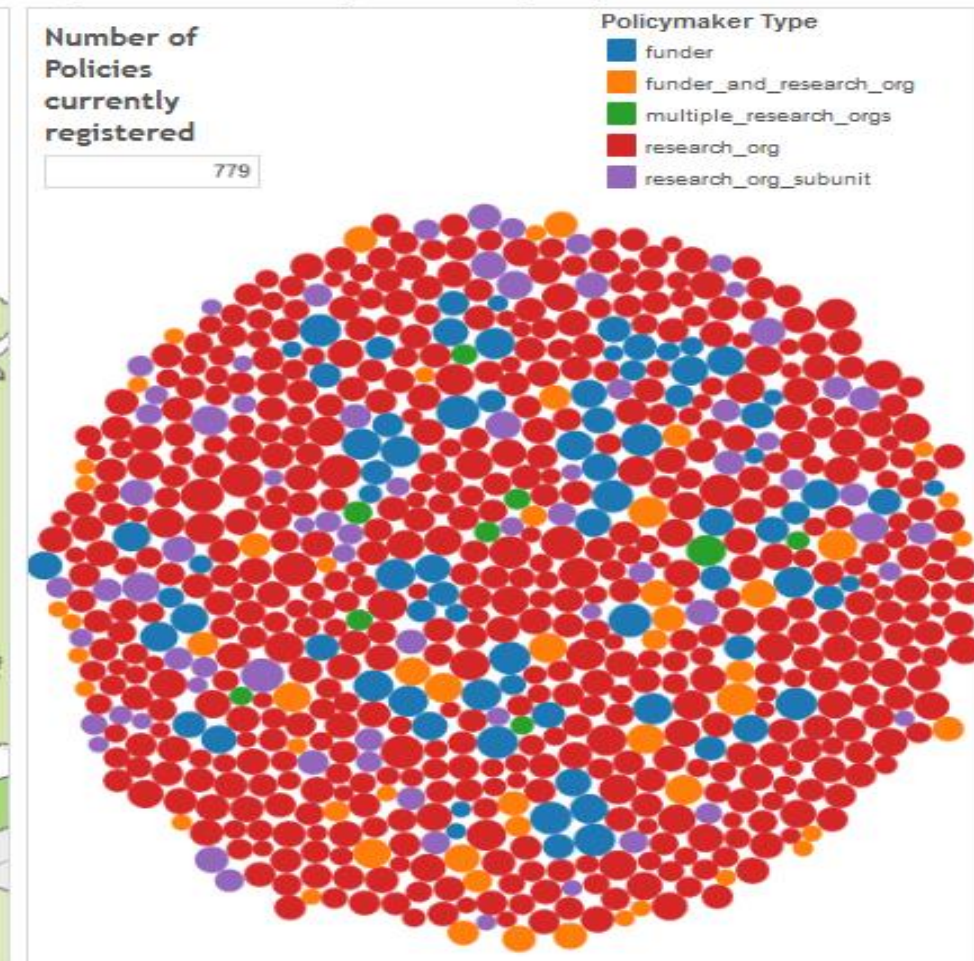 Number of
Policies
currently
registered
779
Policymaker Type
funder
funder_and_research_org
multiple_research_orgs
research_org
research_org_subunit